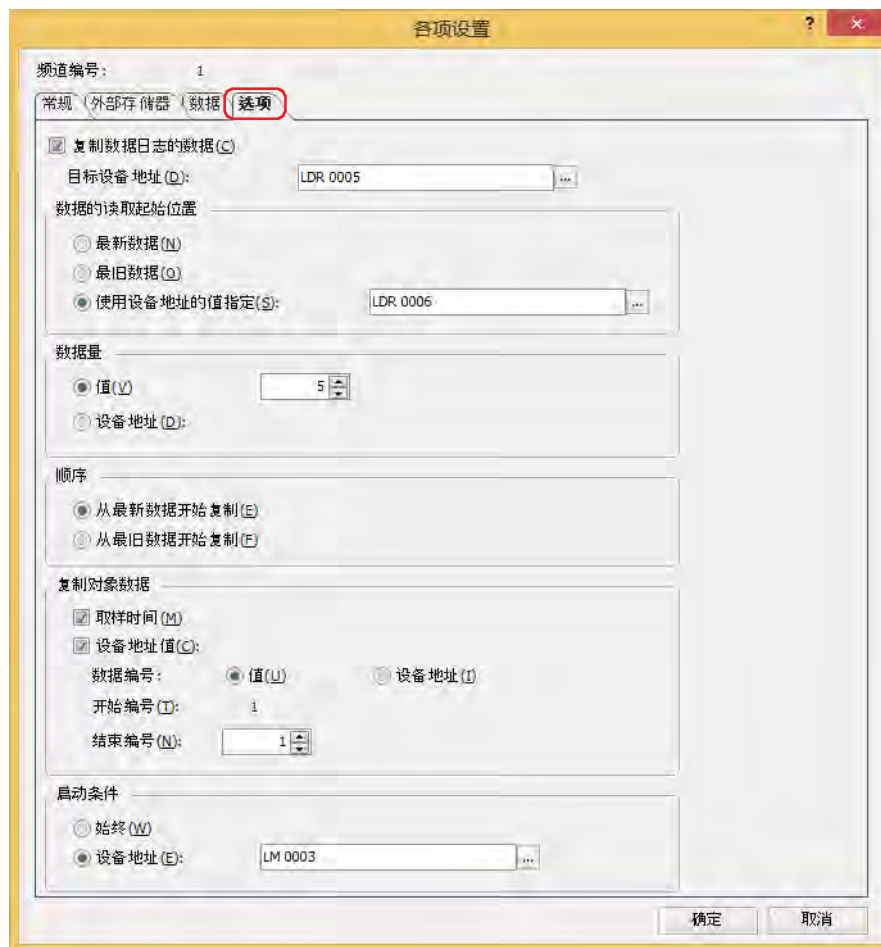 各项设置
? ×
频道编号: 1
常规 外部存储器 数据 选项
复制数据日志的数据(C)
目标设备地址(D): LDR 0005 ...
数据的读取起始位置
最新数据(N)
最旧数据(O)
使用设备地址的值指定(S): LDR 0006 ...
数据量
值(V) 5
设备地址(D):
顺序
从最新数据开始复制(E)
从最旧数据开始复制(F)
复制对象数据
取样时间(M)
设备地址值(C):
数据编号: 值(U) 设备地址(I)
开始编号(T): 1
结束编号(N): 1
启动条件
始终(W)
设备地址(E): LM 0003 ...
确定 取消